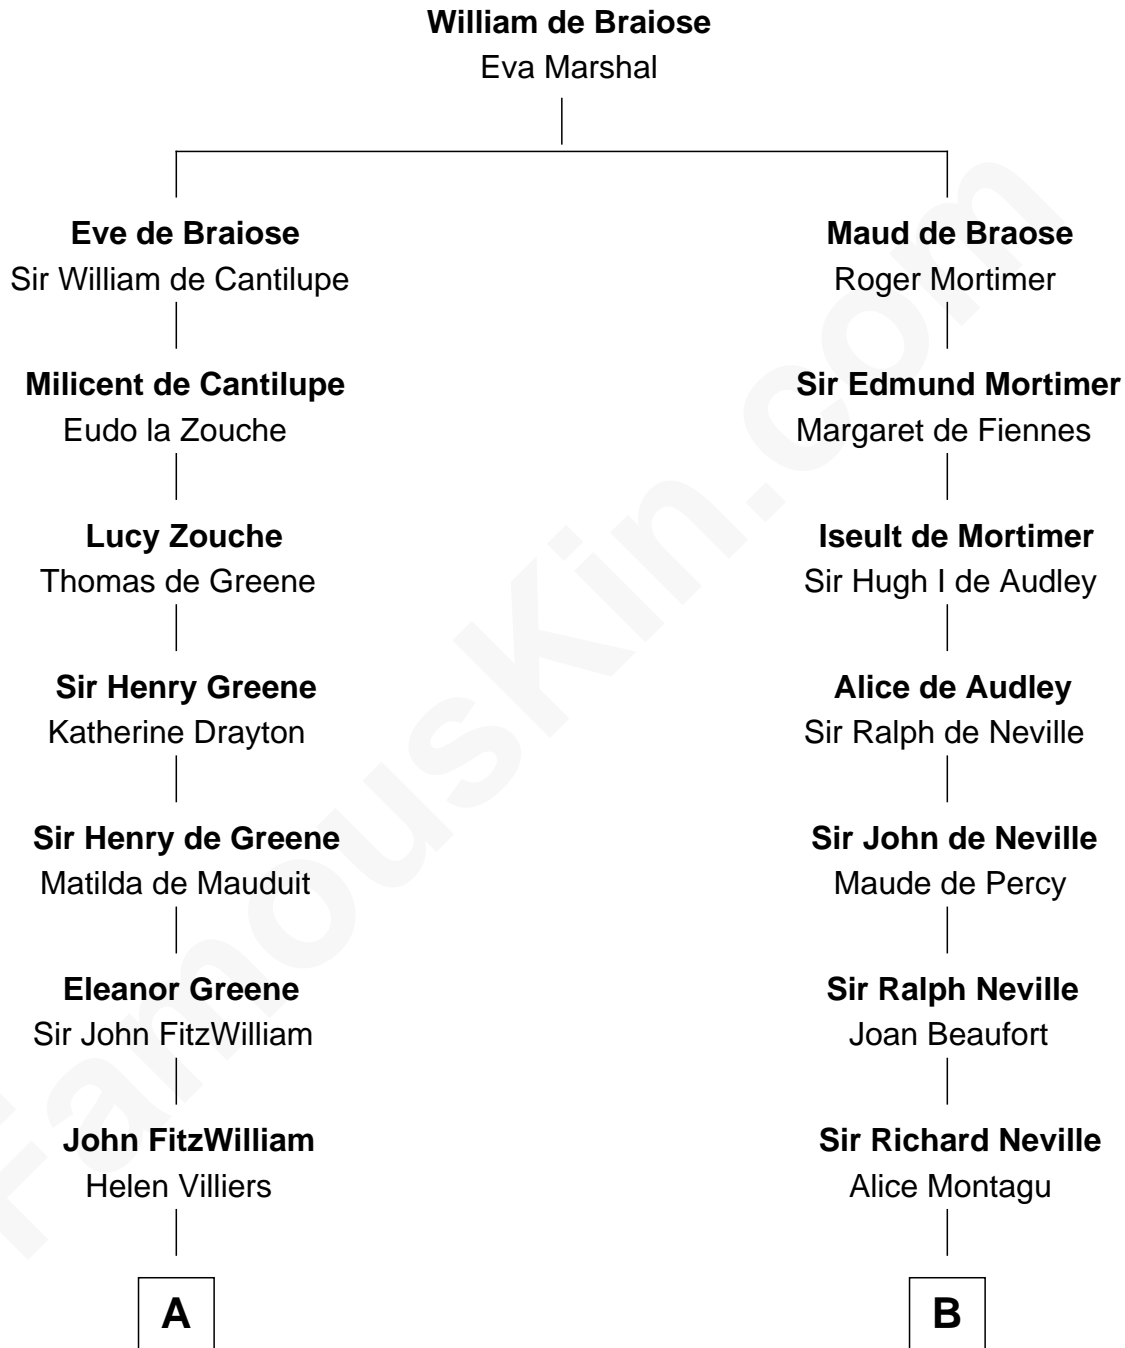 William de Braiose
Eva Marshal
Eve de Braiose
Sir William de Cantilupe
Maud de Braose
Roger Mortimer
Milicent de Cantilupe
Eudo la Zouche
Sir Edmund Mortimer
Margaret de Fiennes
Lucy Zouche
Thomas de Greene
Iseult de Mortimer
Sir Hugh I de Audley
Sir Henry Greene
Katherine Drayton
Alice de Audley
Sir Ralph de Neville
Sir Henry de Greene
Matilda de Mauduit
Sir John de Neville
Maude de Percy
Eleanor Greene
Sir John FitzWilliam
Sir Ralph Neville
Joan Beaufort
John FitzWilliam
Helen Villiers
Sir Richard Neville
Alice Montagu
A
B
FamousKin.com